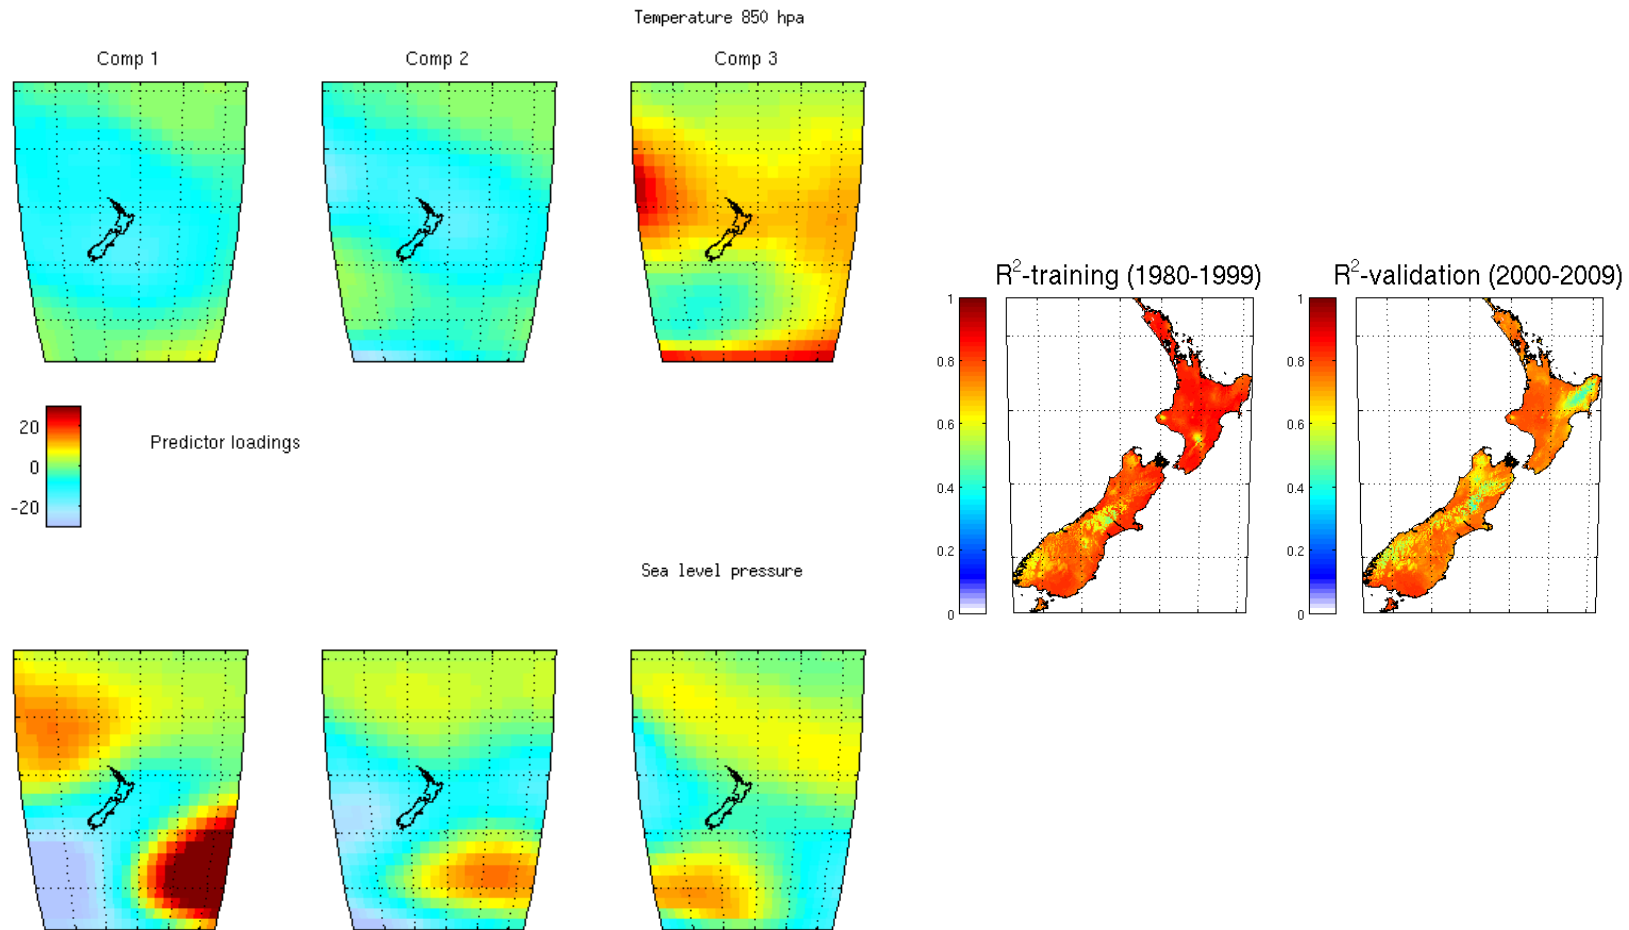 Temperature 850 hpa
Comp 1
Comp 2
Comp 3
R²-training (1980-1999)
R²-validation (2000-2009)
1
0.8
0.6
0.4
0.2
0
1
0.8
0.6
0.4
0.2
0
20
0
-20
Predictor loadings
Sea level pressure